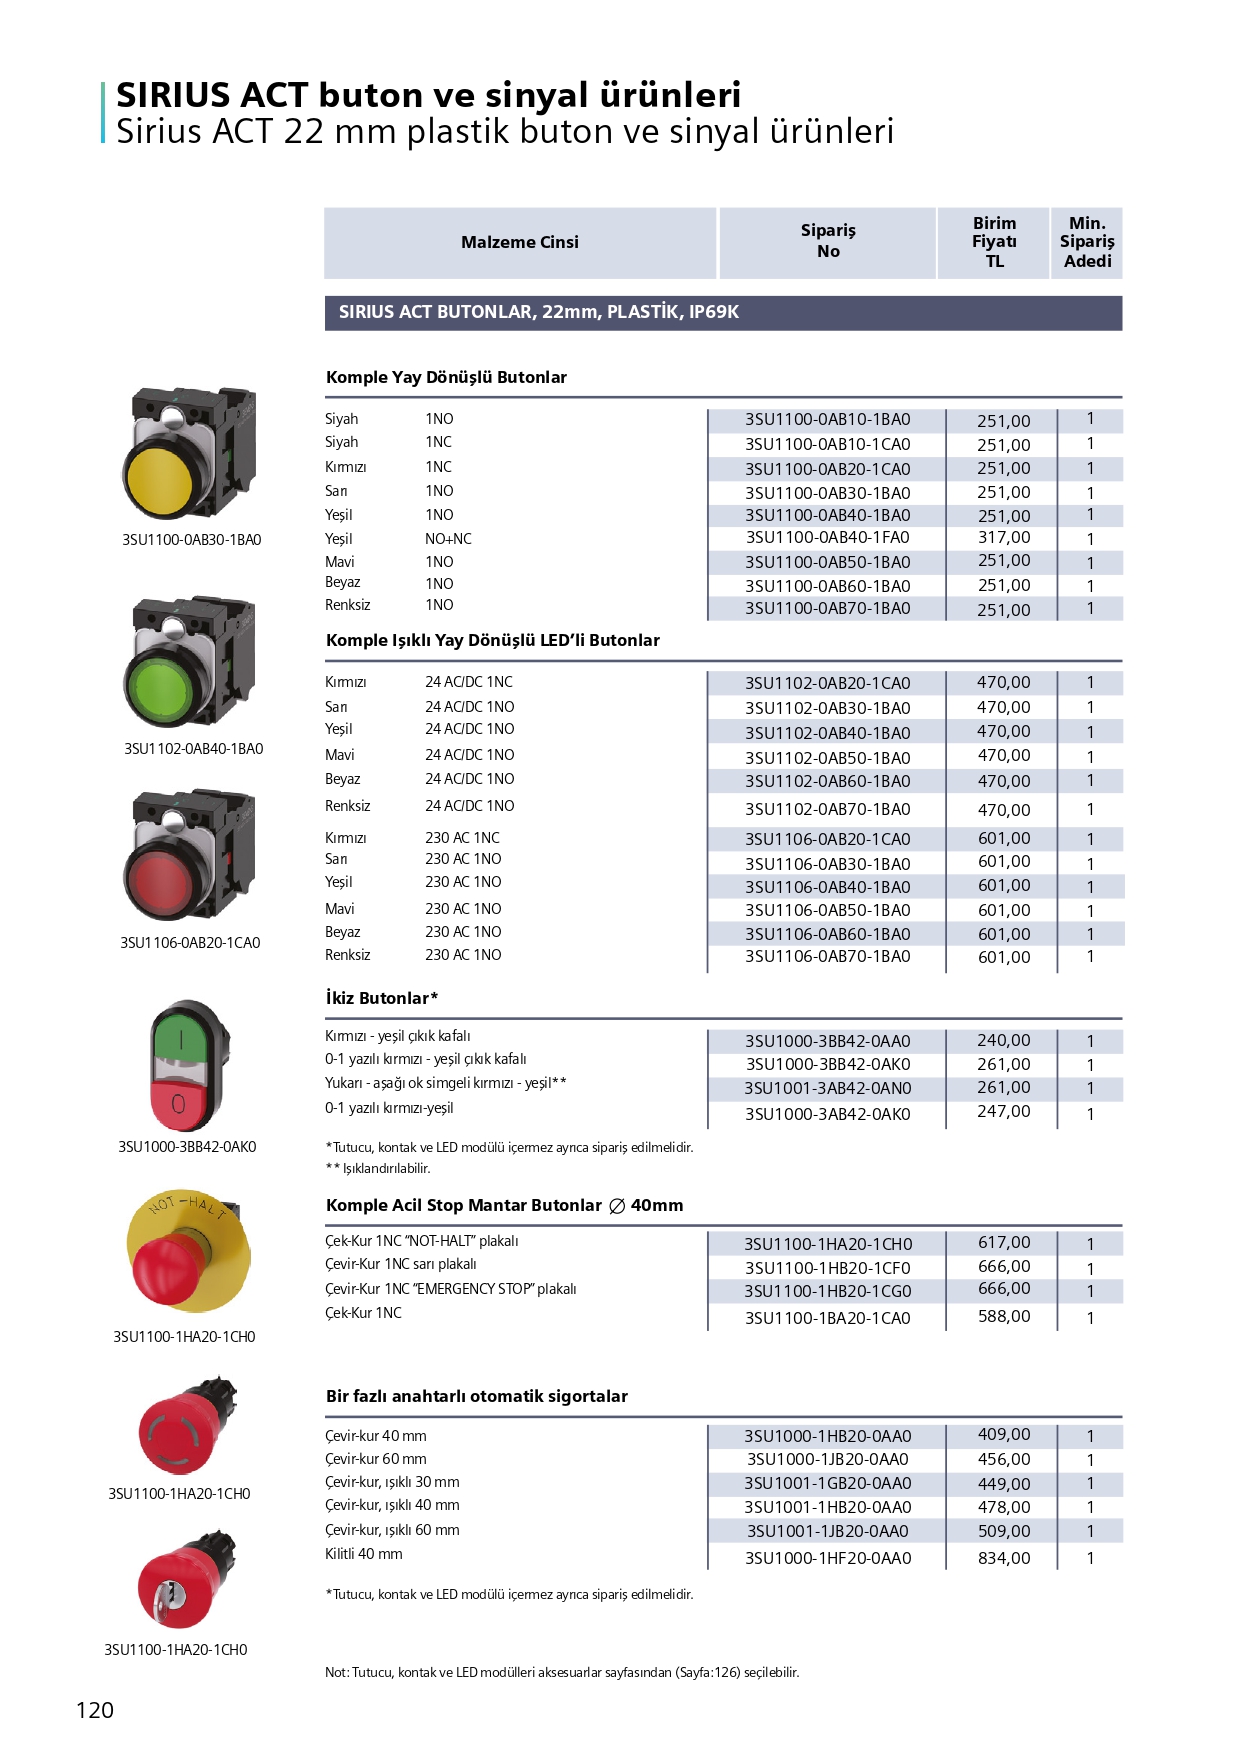 SIRIUS ACT buton ve sinyal ürünleri
Sirius ACT 22 mm plastik buton ve sinyal ürünleri
Malzeme Cinsi Sipariş No Birim Fiyatı TL Min. Sipariş Adedi
SIRIUS ACT BUTONLAR, 22mm, PLASTİK, IP69K
Komple Yay Dönüşlü Butonlar
Siyah 1NO 3SU1100-0AB10-1BA0 251,00 1
Siyah 1NC 3SU1100-0AB10-1CA0 251,00 1
Kırmızı 1NC 3SU1100-0AB20-1CA0 251,00 1
Sarı 1NO 3SU1100-0AB30-1BA0 251,00 1
Yeşil 1NO 3SU1100-0AB40-1BA0 251,00 1
Yeşil NO+NC 3SU1100-0AB40-1FA0 317,00 1
Mavi 1NO 3SU1100-0AB50-1BA0 251,00 1
Beyaz 1NO 3SU1100-0AB60-1BA0 251,00 1
Renksiz 1NO 3SU1100-0AB70-1BA0 251,00 1
3SU1100-0AB30-1BA0
Komple Işıklı Yay Dönüşlü LED’li Butonlar
Kırmızı 24 AC/DC 1NC 3SU1102-0AB20-1CA0 470,00 1
Sarı 24 AC/DC 1NO 3SU1102-0AB30-1BA0 470,00 1
Yeşil 24 AC/DC 1NO 3SU1102-0AB40-1BA0 470,00 1
Mavi 24 AC/DC 1NO 3SU1102-0AB50-1BA0 470,00 1
Beyaz 24 AC/DC 1NO 3SU1102-0AB60-1BA0 470,00 1
Renksiz 24 AC/DC 1NO 3SU1102-0AB70-1BA0 470,00 1
Kırmızı 230 AC 1NC 3SU1106-0AB20-1CA0 601,00 1
Sarı 230 AC 1NO 3SU1106-0AB30-1BA0 601,00 1
Yeşil 230 AC 1NO 3SU1106-0AB40-1BA0 601,00 1
Mavi 230 AC 1NO 3SU1106-0AB50-1BA0 601,00 1
Beyaz 230 AC 1NO 3SU1106-0AB60-1BA0 601,00 1
Renksiz 230 AC 1NO 3SU1106-0AB70-1BA0 601,00 1
3SU1102-0AB40-1BA0
3SU1106-0AB20-1CA0
İkiz Butonlar*
Kırmızı - yeşil çıkık kafalı 3SU1000-3BB42-0AA0 240,00 1
0-1 yazılı kırmızı - yeşil çıkık kafalı 3SU1000-3BB42-0AK0 261,00 1
Yukarı - aşağı ok simgeli kırmızı - yeşil** 3SU1001-3AB42-0AN0 261,00 1
0-1 yazılı kırmızı-yeşil 3SU1000-3AB42-0AK0 247,00 1
I
O
3SU1000-3BB42-0AK0
*Tutucu, kontak ve LED modülü içermez ayrıca sipariş edilmelidir.
** Işıklandırılabilir.
Komple Acil Stop Mantar Butonlar ∅ 40mm
Çek-Kur 1NC “NOT-HALT” plakalı 3SU1100-1HA20-1CH0 617,00 1
Çevir-Kur 1NC sarı plakalı 3SU1100-1HB20-1CF0 666,00 1
Çevir-Kur 1NC “EMERGENCY STOP” plakalı 3SU1100-1HB20-1CG0 666,00 1
Çek-Kur 1NC 3SU1100-1BA20-1CA0 588,00 1
NOT-HALT
3SU1100-1HA20-1CH0
Bir fazlı anahtarlı otomatik sigortalar
Çevir-kur 40 mm 3SU1000-1HB20-0AA0 409,00 1
Çevir-kur 60 mm 3SU1000-1JB20-0AA0 456,00 1
Çevir-kur, ışıklı 30 mm 3SU1001-1GB20-0AA0 449,00 1
Çevir-kur, ışıklı 40 mm 3SU1001-1HB20-0AA0 478,00 1
Çevir-kur, ışıklı 60 mm 3SU1001-1JB20-0AA0 509,00 1
Kilitli 40 mm 3SU1000-1HF20-0AA0 834,00 1
3SU1100-1HA20-1CH0
*Tutucu, kontak ve LED modülü içermez ayrıca sipariş edilmelidir.
3SU1100-1HA20-1CH0
Not: Tutucu, kontak ve LED modülleri aksesuarlar sayfasından (Sayfa:126) seçilebilir.
120